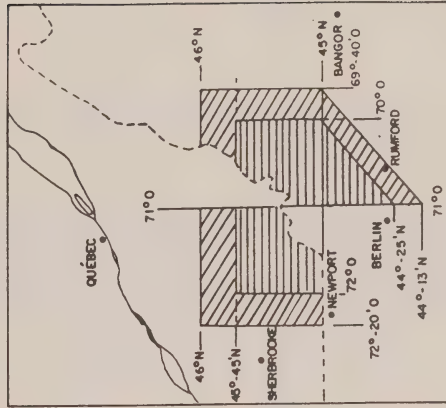 QUÉBEC
71° O
46° N
46° N
45°-45'N
SHERBROOKE
NEWPORT
72° O
72°-20'O
45° N
BANGOR
69°-40'O
70° O
RUMFORD
BERLIN
44°-25'N
44°-13'N
71° O